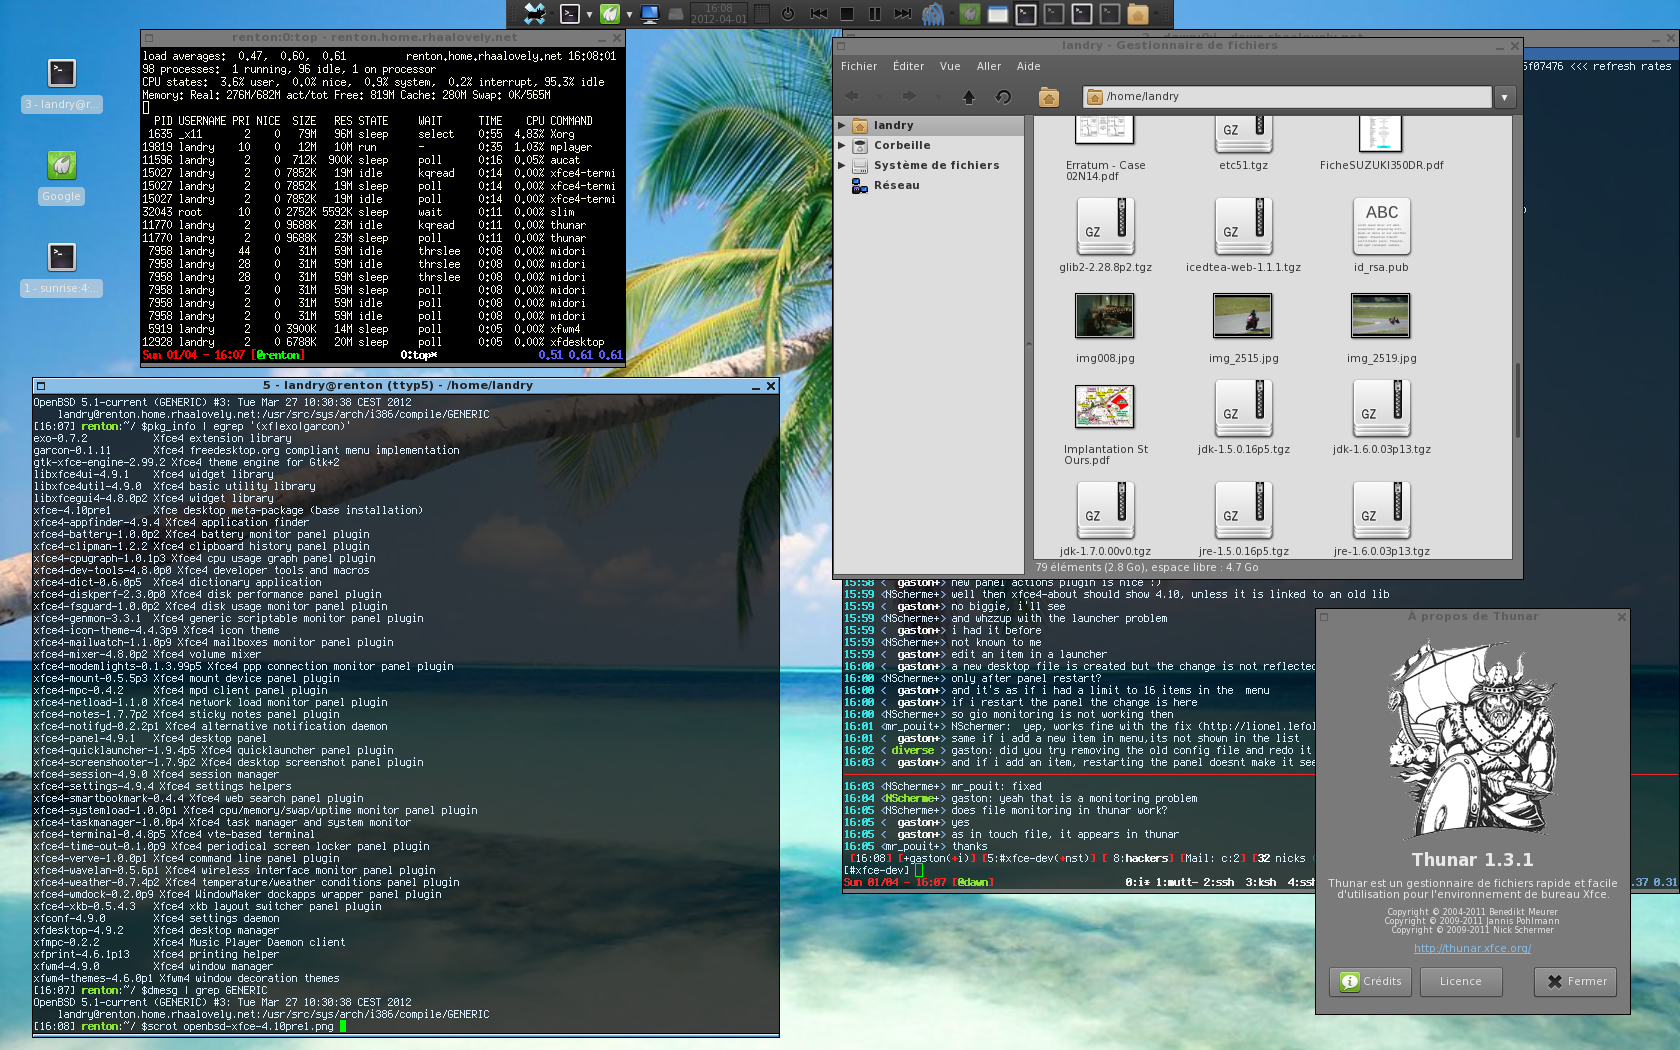 16:08
2012-04-01
3 - landry@r...
Google
1 - sunrise:4:...
renton:0:top - renton.home.rhaalovely.net
load averages:  0.47,  0.60,  0.61          renton.home.rhaalovely.net 16:08:01
98 processes:  1 running, 96 idle, 1 on processor
CPU states:  3.6% user,  0.0% nice,  0.9% system,  0.2% interrupt, 95.3% idle
Memory: Real: 276M/682M act/tot Free: 819M Cache: 280M Swap: 0K/565M
PID USERNAME PRI NICE  SIZE   RES STATE     WAIT      TIME    CPU COMMAND
1635 _x11       2    0   79M   96M sleep     select    0:55  4.83% Xorg
19819 landry    10    0   12M   10M run       -         0:35  1.03% mplayer
11596 landry     2    0  712K  900K sleep     poll      0:16  0.05% aucat
15027 landry     2    0 7852K   19M idle      kqread    0:14  0.00% xfce4-termi
15027 landry     2    0 7852K   19M sleep     poll      0:14  0.00% xfce4-termi
15027 landry     2    0 7852K   19M idle      poll      0:14  0.00% xfce4-termi
32043 root      10    0 2752K 5592K sleep     wait      0:11  0.00% slim
11770 landry     2    0 9688K   23M idle      kqread    0:11  0.00% thunar
11770 landry     2    0 9688K   23M sleep     poll      0:11  0.00% thunar
7958 landry    44    0   31M   59M idle      thrslee   0:08  0.00% midori
7958 landry    28    0   31M   59M idle      thrslee   0:08  0.00% midori
7958 landry    28    0   31M   59M sleep     thrslee   0:08  0.00% midori
7958 landry     2    0   31M   59M sleep     poll      0:08  0.00% midori
7958 landry     2    0   31M   59M idle      poll      0:08  0.00% midori
7958 landry     2    0   31M   59M idle      poll      0:08  0.00% midori
5919 landry     2    0 3900K   14M sleep     poll      0:05  0.00% xfwm4
12928 landry     2    0 6788K   20M sleep     poll      0:05  0.00% xfdesktop
Sun 01/04 - 16:07 [@renton]                0:top*                 0.51 0.61 0.61
5 - landry@renton (ttyp5) - /home/landry
OpenBSD 5.1-current (GENERIC) #3: Tue Mar 27 10:30:38 CEST 2012
landry@renton.home.rhaalovely.net:/usr/src/sys/arch/i386/compile/GENERIC
[16:07] renton:~/ $pkg_info | egrep '(xf|exo|garcon)'
exo-0.7.2           Xfce4 extension library
garcon-0.1.11       Xfce4 freedesktop.org compliant menu implementation
gtk-xfce-engine-2.99.2 Xfce4 theme engine for Gtk+2
libxfce4ui-4.9.1    Xfce4 widget library
libxfce4util-4.9.0  Xfce4 basic utility library
libxfcegui4-4.8.0p2 Xfce4 widget library
xfce-4.10pre1       Xfce desktop meta-package (base installation)
xfce4-appfinder-4.9.4 Xfce4 application finder
xfce4-battery-1.0.0p2 Xfce4 battery monitor panel plugin
xfce4-clipman-1.2.2 Xfce4 clipboard history panel plugin
xfce4-cpugraph-1.0.1p3 Xfce4 cpu usage graph panel plugin
xfce4-dev-tools-4.8.0p0 Xfce4 developer tools and macros
xfce4-dict-0.6.0p5  Xfce4 dictionary application
xfce4-diskperf-2.3.0p0 Xfce4 disk performance panel plugin
xfce4-fsguard-1.0.0p2 Xfce4 disk usage monitor panel plugin
xfce4-genmon-3.3.1  Xfce4 generic scriptable monitor panel plugin
xfce4-icon-theme-4.4.3p9 Xfce4 icon theme
xfce4-mailwatch-1.1.0p9 Xfce4 mailboxes monitor panel plugin
xfce4-mixer-4.8.0p2 Xfce4 volume mixer
xfce4-modemlights-0.1.3.99p5 Xfce4 ppp connection monitor panel plugin
xfce4-mount-0.5.5p3 Xfce4 mount device panel plugin
xfce4-mpc-0.4.2     Xfce4 mpd client panel plugin
xfce4-netload-1.1.0 Xfce4 network load monitor panel plugin
xfce4-notes-1.7.7p2 Xfce4 sticky notes panel plugin
xfce4-notifyd-0.2.2p1 Xfce4 alternative notification daemon
xfce4-panel-4.9.1   Xfce4 desktop panel
xfce4-quicklauncher-1.9.4p5 Xfce4 quicklauncher panel plugin
xfce4-screenshooter-1.7.9p2 Xfce4 desktop screenshot panel plugin
xfce4-session-4.9.0 Xfce4 session manager
xfce4-settings-4.9.4 Xfce4 settings helpers
xfce4-smartbookmark-0.4.4 Xfce4 web search panel plugin
xfce4-systemload-1.0.0p1 Xfce4 cpu/memory/swap/uptime monitor panel plugin
xfce4-taskmanager-1.0.0p4 Xfce4 task manager and system monitor
xfce4-terminal-0.4.8p5 Xfce4 vte-based terminal
xfce4-time-out-0.1.0p9 Xfce4 periodical screen locker panel plugin
xfce4-verve-1.0.0p1 Xfce4 command line panel plugin
xfce4-wavelan-0.5.6p1 Xfce4 wireless interface monitor panel plugin
xfce4-weather-0.7.4p2 Xfce4 temperature/weather conditions panel plugin
xfce4-wmdock-0.2.0p9 Xfce4 WindowMaker dockapps wrapper panel plugin
xfce4-xkb-0.5.4.3   Xfce4 xkb layout switcher panel plugin
xfconf-4.9.0        Xfce4 settings daemon
xfdesktop-4.9.2     Xfce4 desktop manager
xfmpc-0.2.2         Xfce4 Music Player Daemon client
xfprint-4.6.1p13    Xfce4 printing helper
xfwm4-4.9.0         Xfce4 window manager
xfwm4-themes-4.6.0p1 Xfwm4 window decoration themes
[16:07] renton:~/ $dmesg | grep GENERIC
OpenBSD 5.1-current (GENERIC) #3: Tue Mar 27 10:30:38 CEST 2012
landry@renton.home.rhaalovely.net:/usr/src/sys/arch/i386/compile/GENERIC
[16:08] renton:~/ $scrot openbsd-xfce-4.10pre1.png
5f07476 <<< refresh rates
landry - Gestionnaire de fichiers
Fichier Éditer Vue Aller Aide
/home/landry
landry
Corbeille
Système de fichiers
Réseau
Erratum - Case 02N14.pdf
GZ
etc51.tgz
FicheSUZUKI350DR.pdf
GZ
glib2-2.28.8p2.tgz
GZ
icedtea-web-1.1.1.tgz
ABC
id_rsa.pub
img008.jpg
img_2515.jpg
img_2519.jpg
Implantation St Ours.pdf
GZ
jdk-1.5.0.16p5.tgz
GZ
jdk-1.6.0.03p13.tgz
GZ
jdk-1.7.0.00v0.tgz
GZ
jre-1.5.0.16p5.tgz
GZ
jre-1.6.0.03p13.tgz
79 éléments (2.8 Go), espace libre : 4.7 Go
15:58 <  gaston+> new panel actions plugin is nice :)
15:59 <NScherme+> well then xfce4-about should show 4.10, unless it is linked to an old lib
15:59 <  gaston+> no biggie, i'll see
15:59 <NScherme+> and whzzup with the launcher problem
15:59 <  gaston+> i had it before
15:59 <NScherme+> not known to me
15:59 <  gaston+> edit an item in a launcher
16:00 <  gaston+> a new desktop file is created but the change is not reflected
16:00 <NScherme+> only after panel restart?
16:00 <  gaston+> and it's as if i had a limit to 16 items in the  menu
16:00 <  gaston+> if i restart the panel the change is here
16:00 <NScherme+> so gio monitoring is not working then
16:01 <mr_pouit+> NSchermer:  yep, works fine with the fix (http://lionel.lefol
16:01 <  gaston+> same if i add a new item in menu,its not shown in the list
16:02 < diverse > gaston: did you try removing the old config file and redo it
16:03 <  gaston+> and if i add an item, restarting the panel doesnt make it see
16:03 <NScherme+> mr_pouit: fixed
16:04 <NScherme+> gaston: yeah that is a monitoring problem
16:05 <NScherme+> does file monitoring in thunar work?
16:05 <  gaston+> yes
16:05 <  gaston+> as in touch file, it appears in thunar
16:05 <mr_pouit+> thanks
[16:08] [+gaston(+i)] [5:#xfce-dev(+nst)] [ 8:hackers] [Mail: c:2] [32 nicks
[#xfce-dev]
Sun 01/04 - 16:07 [@dawn]                      0:i* 1:mutt- 2:ssh  3:ksh  4:ssh
.37 0.31
À propos de Thunar
Thunar 1.3.1
Thunar est un gestionnaire de fichiers rapide et facile
d'utilisation pour l'environnement de bureau Xfce.
Copyright © 2004-2011 Benedikt Meurer
Copyright © 2009-2011 Jannis Pohlmann
Copyright © 2009-2011 Nick Schermer
http://thunar.xfce.org/
Crédits Licence Fermer